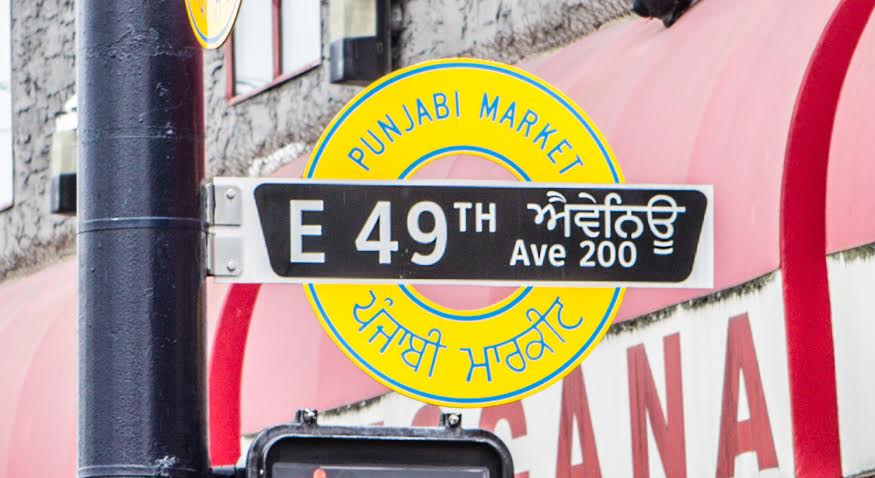 PUNJABI MARKET
E 49TH ਐਵੇਨਿਊ
Ave 200
ਪੰਜਾਬੀ ਮਾਰਕੀਟ